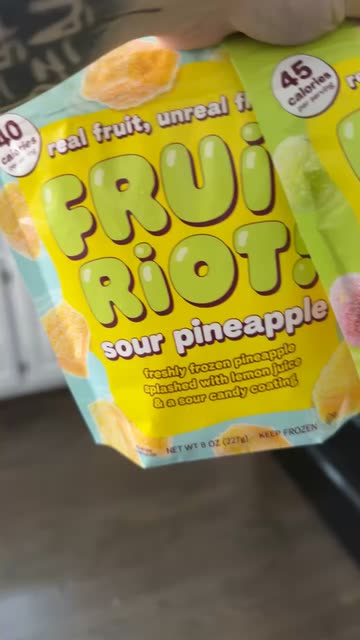 40
calories
real fruit, unreal f
FRUi
RiOT!
sour pineapple
freshly frozen pineapple
splashed with lemon juice
& a sour candy coating
NET WT 8 OZ (227g) KEEP FROZEN
45
calories
per serving